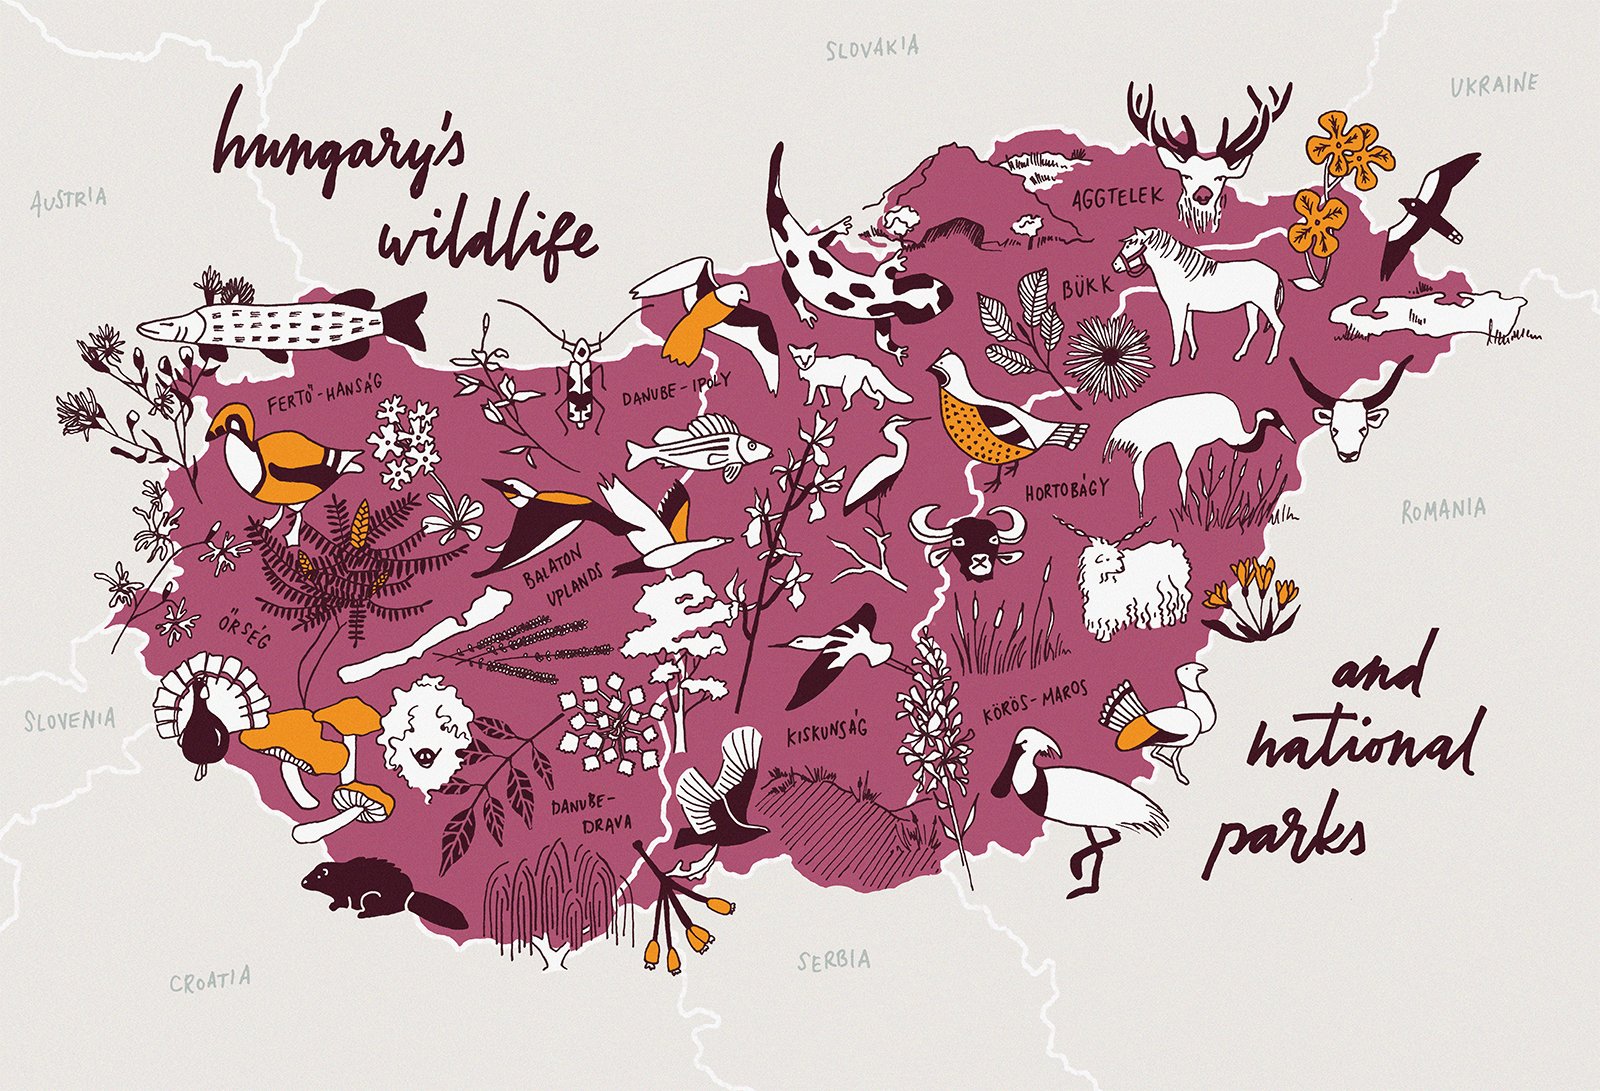 SLOVAKIA
UKRAINE
hungary's
wildlife
AUSTRIA
AGGTELEK
BÜKK
FERTŐ-HANSÁG
DANUBE-IPOLY
HORTOBÁGY
ROMANIA
BALATON
UPLANDS
ŐRSÉG
SLOVENIA
KISKUNSÁG
KÖRÖS-MAROS
DANUBE-
DRAVA
and
national
parks
CROATIA
SERBIA